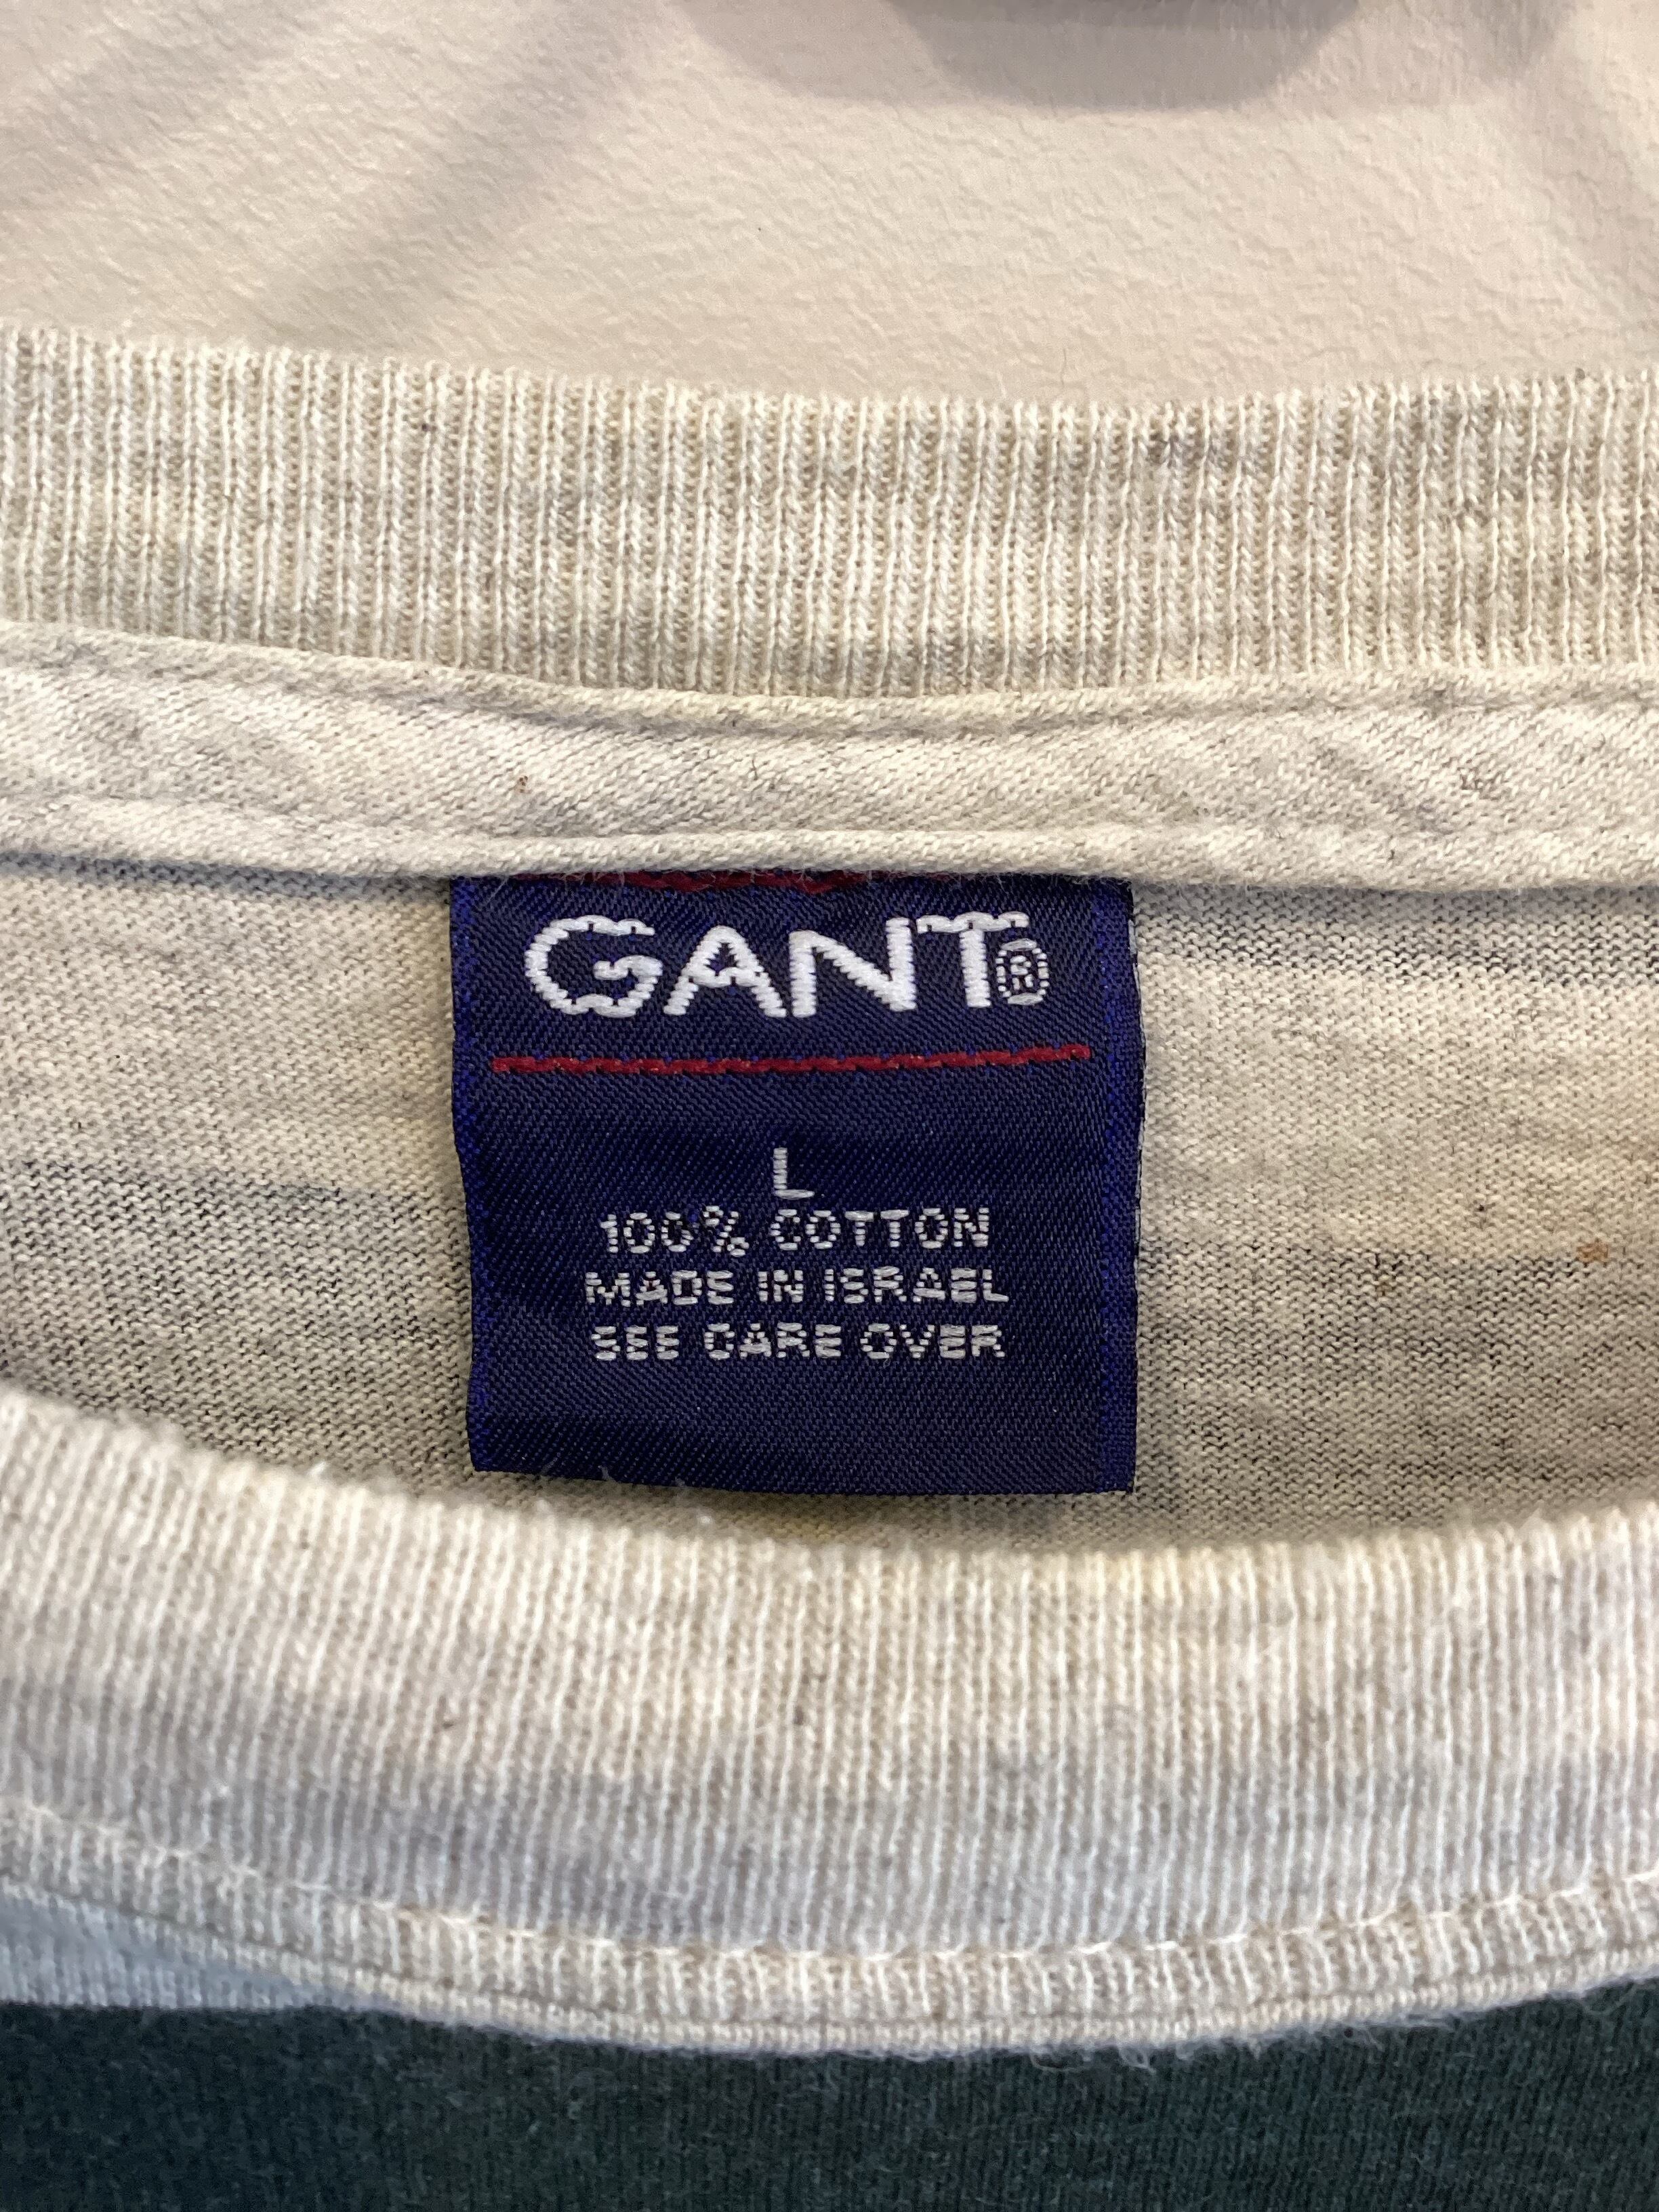 GANT®
L
100% COTTON
MADE IN ISRAEL
SEE CARE OVER